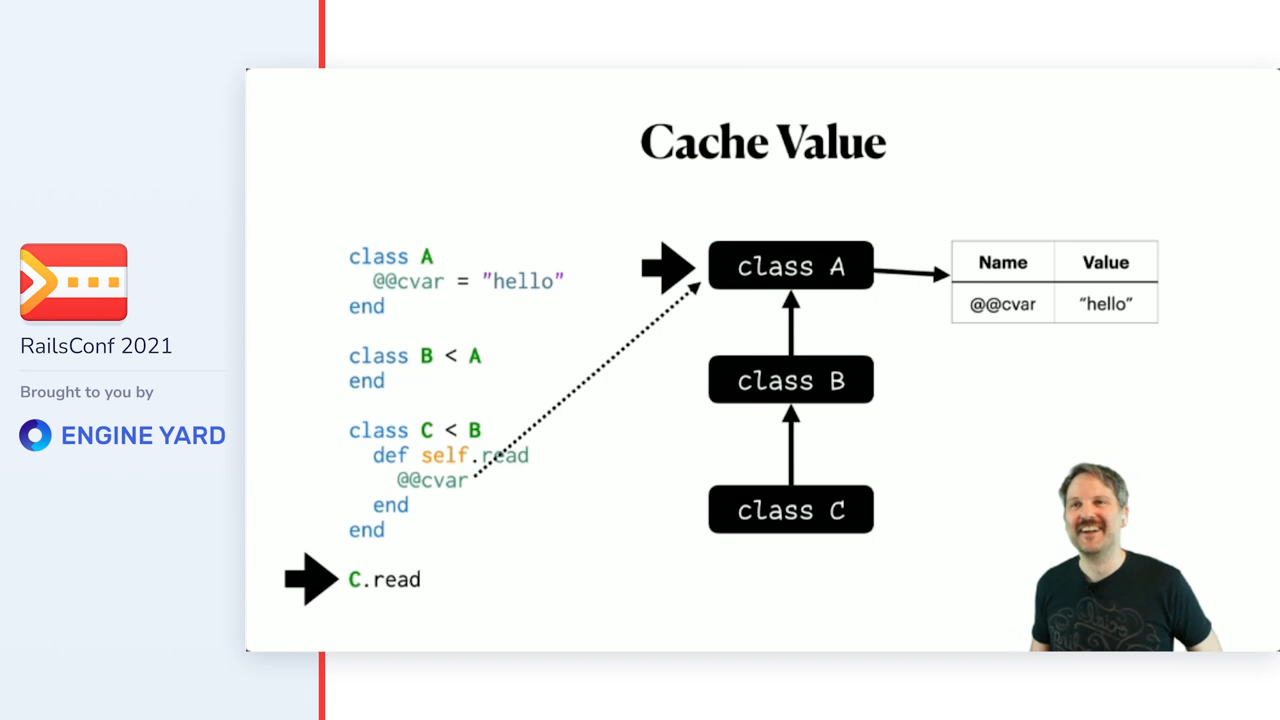 RailsConf 2021
Brought to you by
ENGINE YARD
Cache Value
class A
@@cvar = "hello"
end
class B < A
end
class C < B
def self.read
@@cvar
end
end
C.read
class A
class B
class C
Name Value
@@cvar “hello”